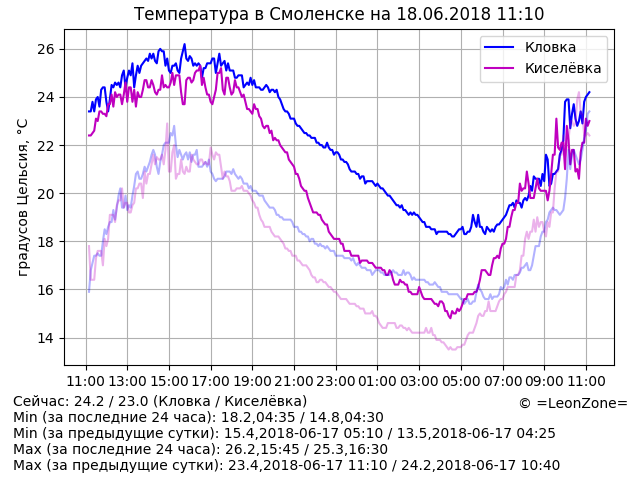 Температура в Смоленске на 18.06.2018 11:10
Кловка
Киселёвка
градусов Цельсия, °C
26
24
22
20
18
16
14
11:00 13:00 15:00 17:00 19:00 21:00 23:00 01:00 03:00 05:00 07:00 09:00 11:00
Сейчас: 24.2 / 23.0 (Кловка / Киселёвка)
© =LeonZone=
Min (за последние 24 часа): 18.2,04:35 / 14.8,04:30
Min (за предыдущие сутки): 15.4,2018-06-17 05:10 / 13.5,2018-06-17 04:25
Max (за последние 24 часа): 26.2,15:45 / 25.3,16:30
Max (за предыдущие сутки): 23.4,2018-06-17 11:10 / 24.2,2018-06-17 10:40